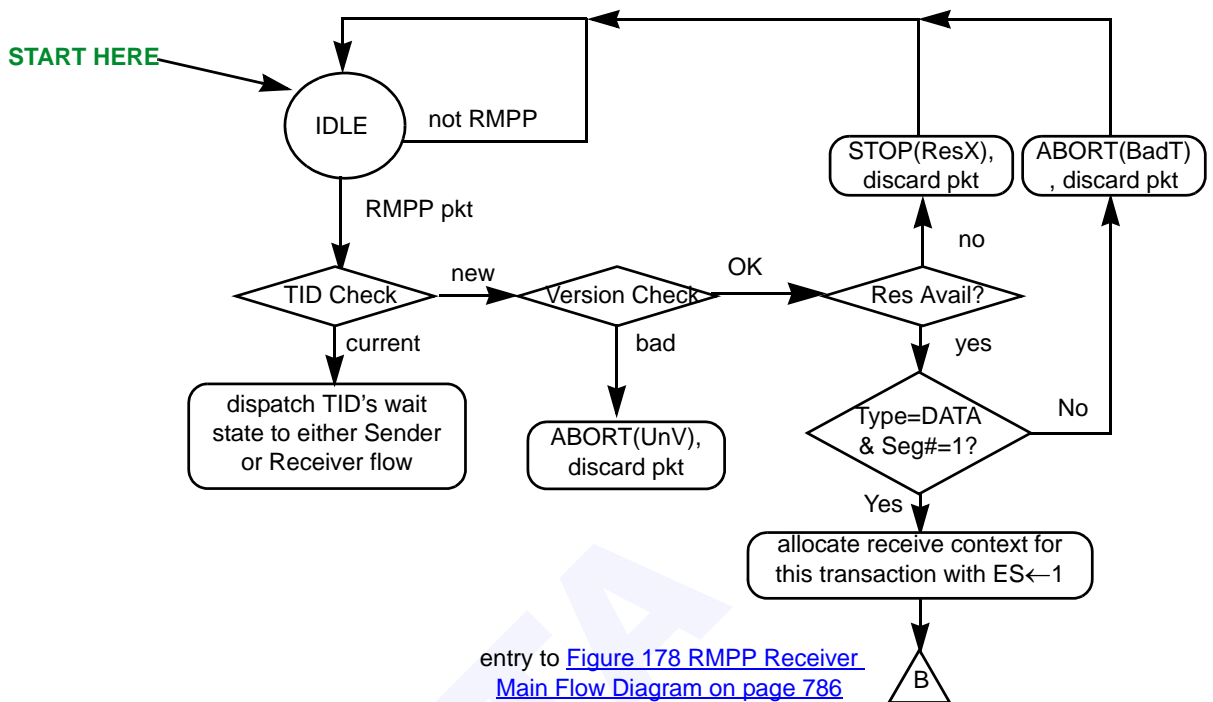 START HERE
IDLE
not RMPP
RMPP pkt
STOP(ResX),
discard pkt
ABORT(BadT)
, discard pkt
no
TID Check
new
Version Check
OK
Res Avail?
current
bad
yes
dispatch TID's wait
state to either Sender
or Receiver flow
ABORT(UnV),
discard pkt
Type=DATA
& Seg#=1?
No
Yes
allocate receive context for
this transaction with ES←1
entry to Figure 178 RMPP Receiver
Main Flow Diagram on page 786
B